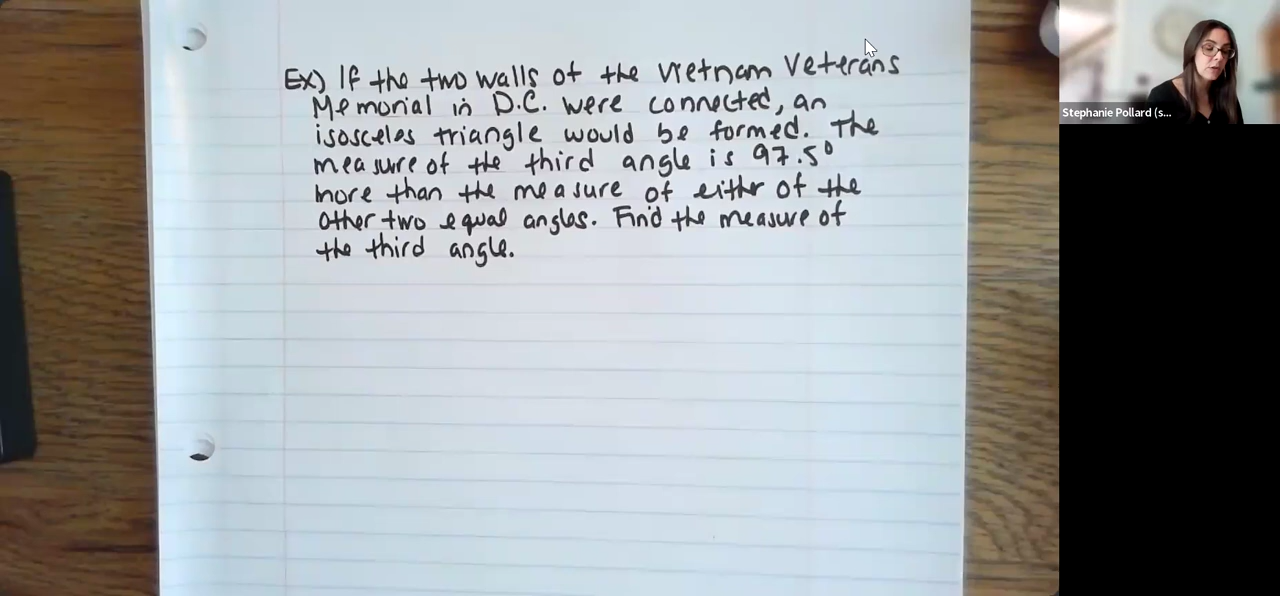 Ex) If the two walls of the Vietnam Veterans
Memorial in D.C. were connected, an
isosceles triangle would be formed. The
measure of the third angle is 97.5°
more than the measure of either of the
other two equal angles. Find the measure of
the third angle.
Stephanie Pollard (s...